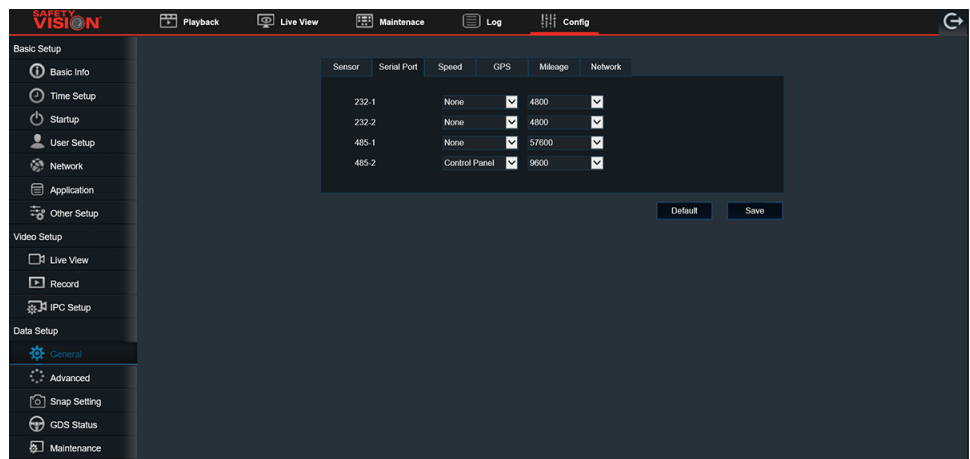 SAFETY
VISION
Playback
Live View
Maintenace
Log
Config
Basic Setup
Basic Info
Time Setup
Startup
User Setup
Network
Application
Other Setup
Video Setup
Live View
Record
IPC Setup
Data Setup
General
Advanced
Snap Setting
GDS Status
Maintenance
Sensor Serial Port Speed GPS Mileage Network
232-1 None 4800
232-2 None 4800
485-1 None 57600
485-2 Control Panel 9600
Default Save